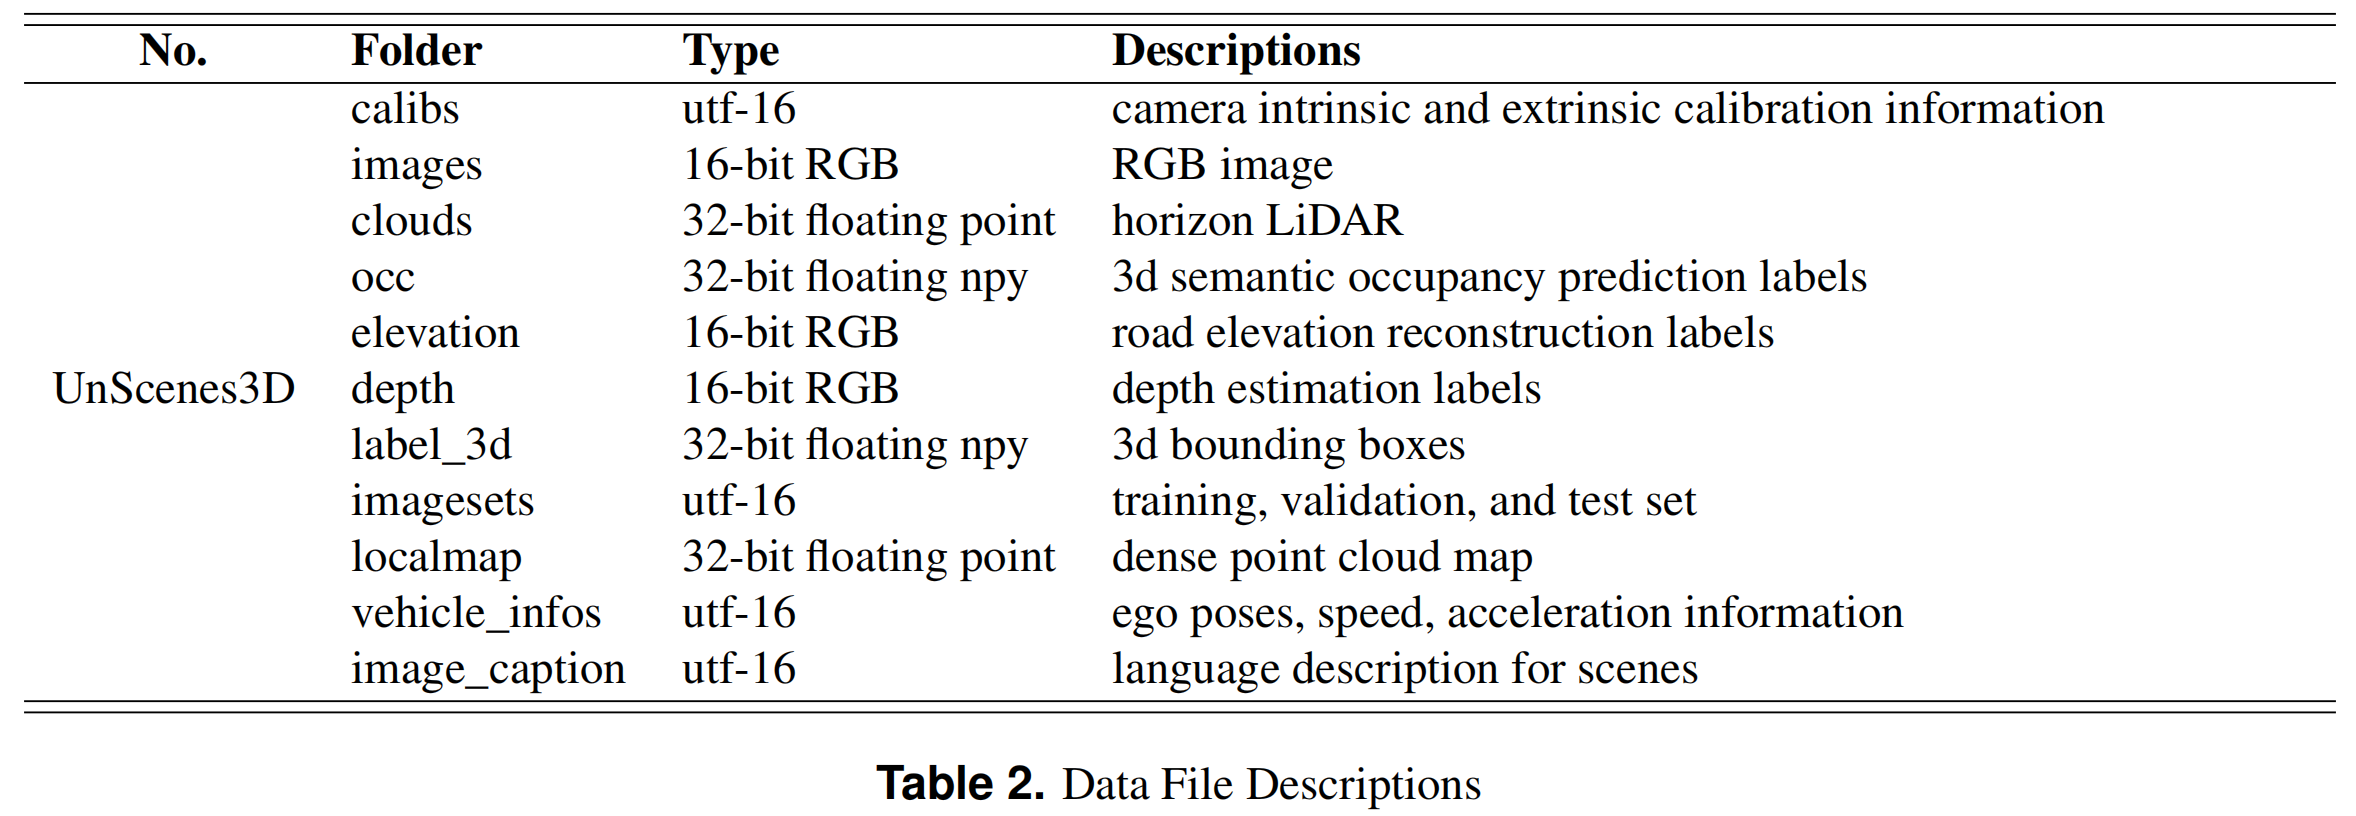 No. Folder Type Descriptions
calibs utf-16 camera intrinsic and extrinsic calibration information
images 16-bit RGB RGB image
clouds 32-bit floating point horizon LiDAR
occ 32-bit floating npy 3d semantic occupancy prediction labels
elevation 16-bit RGB road elevation reconstruction labels
UnScenes3D depth 16-bit RGB depth estimation labels
label_3d 32-bit floating npy 3d bounding boxes
imagesets utf-16 training, validation, and test set
localmap 32-bit floating point dense point cloud map
vehicle_infos utf-16 ego poses, speed, acceleration information
image_caption utf-16 language description for scenes
Table 2. Data File Descriptions